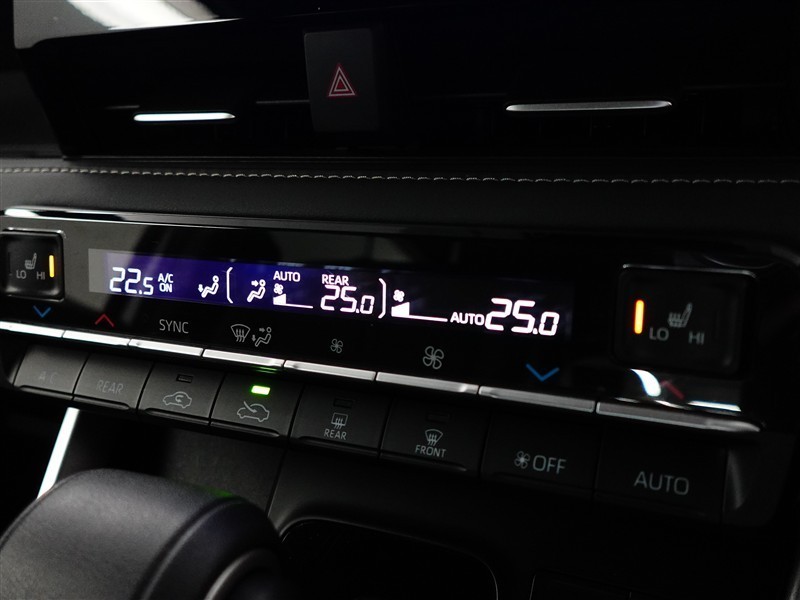 LO HI
22.5 A/C ON AUTO REAR 25.0 AUTO 25.0
LO HI
SYNC
A/C REAR
REAR
FRONT
OFF
AUTO